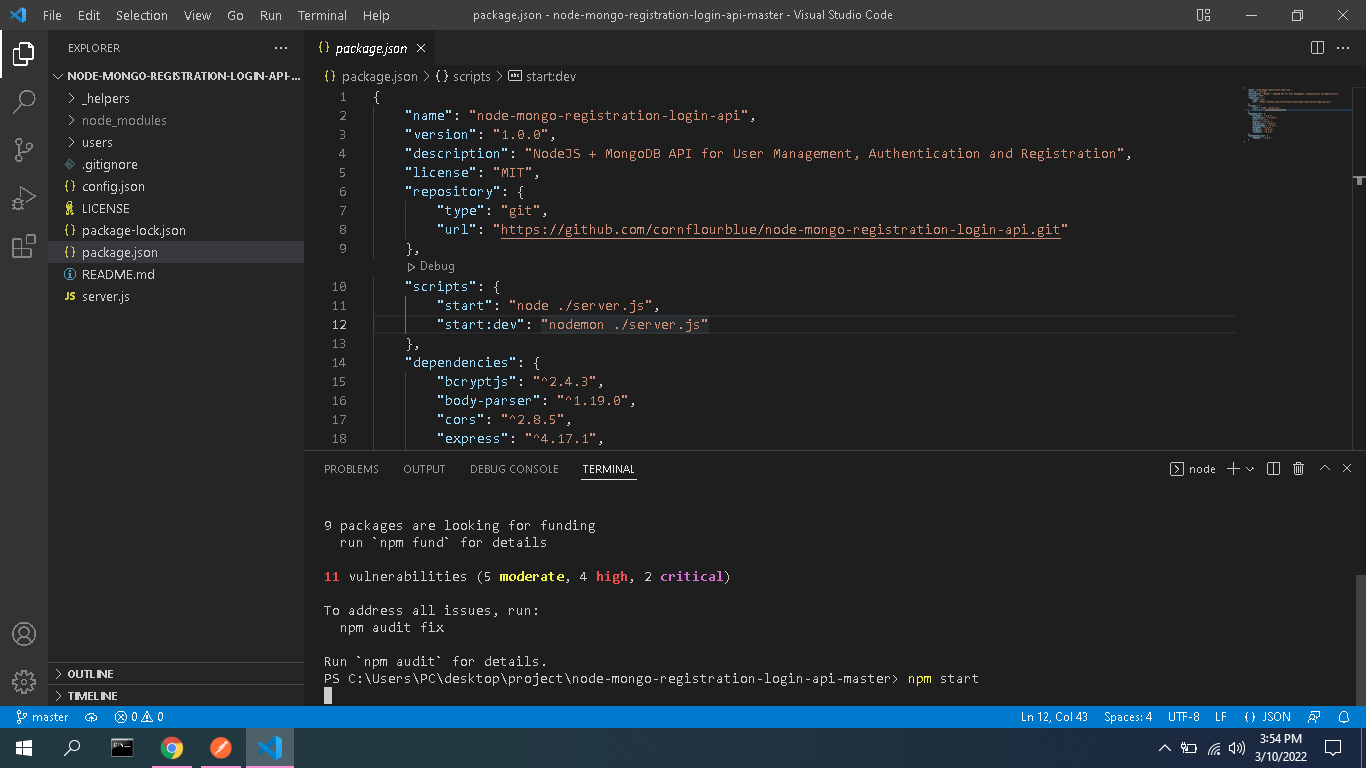 File Edit Selection View Go Run Terminal Help package.json - node-mongo-registration-login-api-master - Visual Studio Code
EXPLORER
NODE-MONGO-REGISTRATION-LOGIN-API-...
_helpers
node_modules
users
.gitignore
config.json
LICENSE
package-lock.json
package.json
README.md
server.js
OUTLINE
TIMELINE
package.json
package.json > {} scripts > start:dev
1 {
2 "name": "node-mongo-registration-login-api",
3 "version": "1.0.0",
4 "description": "NodeJS + MongoDB API for User Management, Authentication and Registration",
5 "license": "MIT",
6 "repository": {
7 "type": "git",
8 "url": "https://github.com/cornflourblue/node-mongo-registration-login-api.git"
9 },
Debug
10 "scripts": {
11 "start": "node ./server.js",
12 "start:dev": "nodemon ./server.js"
13 },
14 "dependencies": {
15 "bcryptjs": "^2.4.3",
16 "body-parser": "^1.19.0",
17 "cors": "^2.8.5",
18 "express": "^4.17.1",
PROBLEMS OUTPUT DEBUG CONSOLE TERMINAL node
9 packages are looking for funding
run `npm fund` for details
11 vulnerabilities (5 moderate, 4 high, 2 critical)
To address all issues, run:
npm audit fix
Run `npm audit` for details.
PS C:\Users\PC\desktop\project\node-mongo-registration-login-api-master> npm start
master 0 0 Ln 12, Col 43 Spaces: 4 UTF-8 LF {} JSON
3:54 PM
3/10/2022